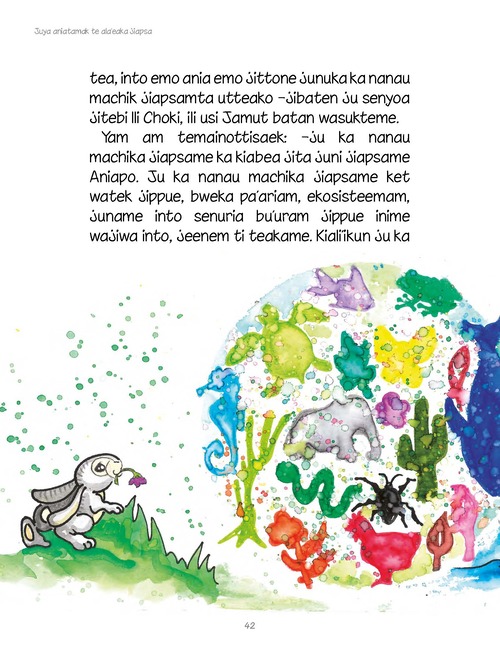 Juya aniatamak te ala'eaka jiapsa
tea, into emo ania emo jittone junuka ka nanau
machik jiapsamta utteako –jibaten ju senyoa
jitebi Ili Choki, ili usi Jamut batan wasukteme.
Yam am temainottisaek: –Ju ka nanau
machika jiapsame ka kiabea jita juni jiapsame
Aniapo. Ju ka nanau machika jiapsame ket
watek jippue, bweka pa'ariam, ekosisteemam,
juname into senuria bu'uram jippue inime
wajiwa into, jeenem ti teakame. Kiali'ikun ju ka
42